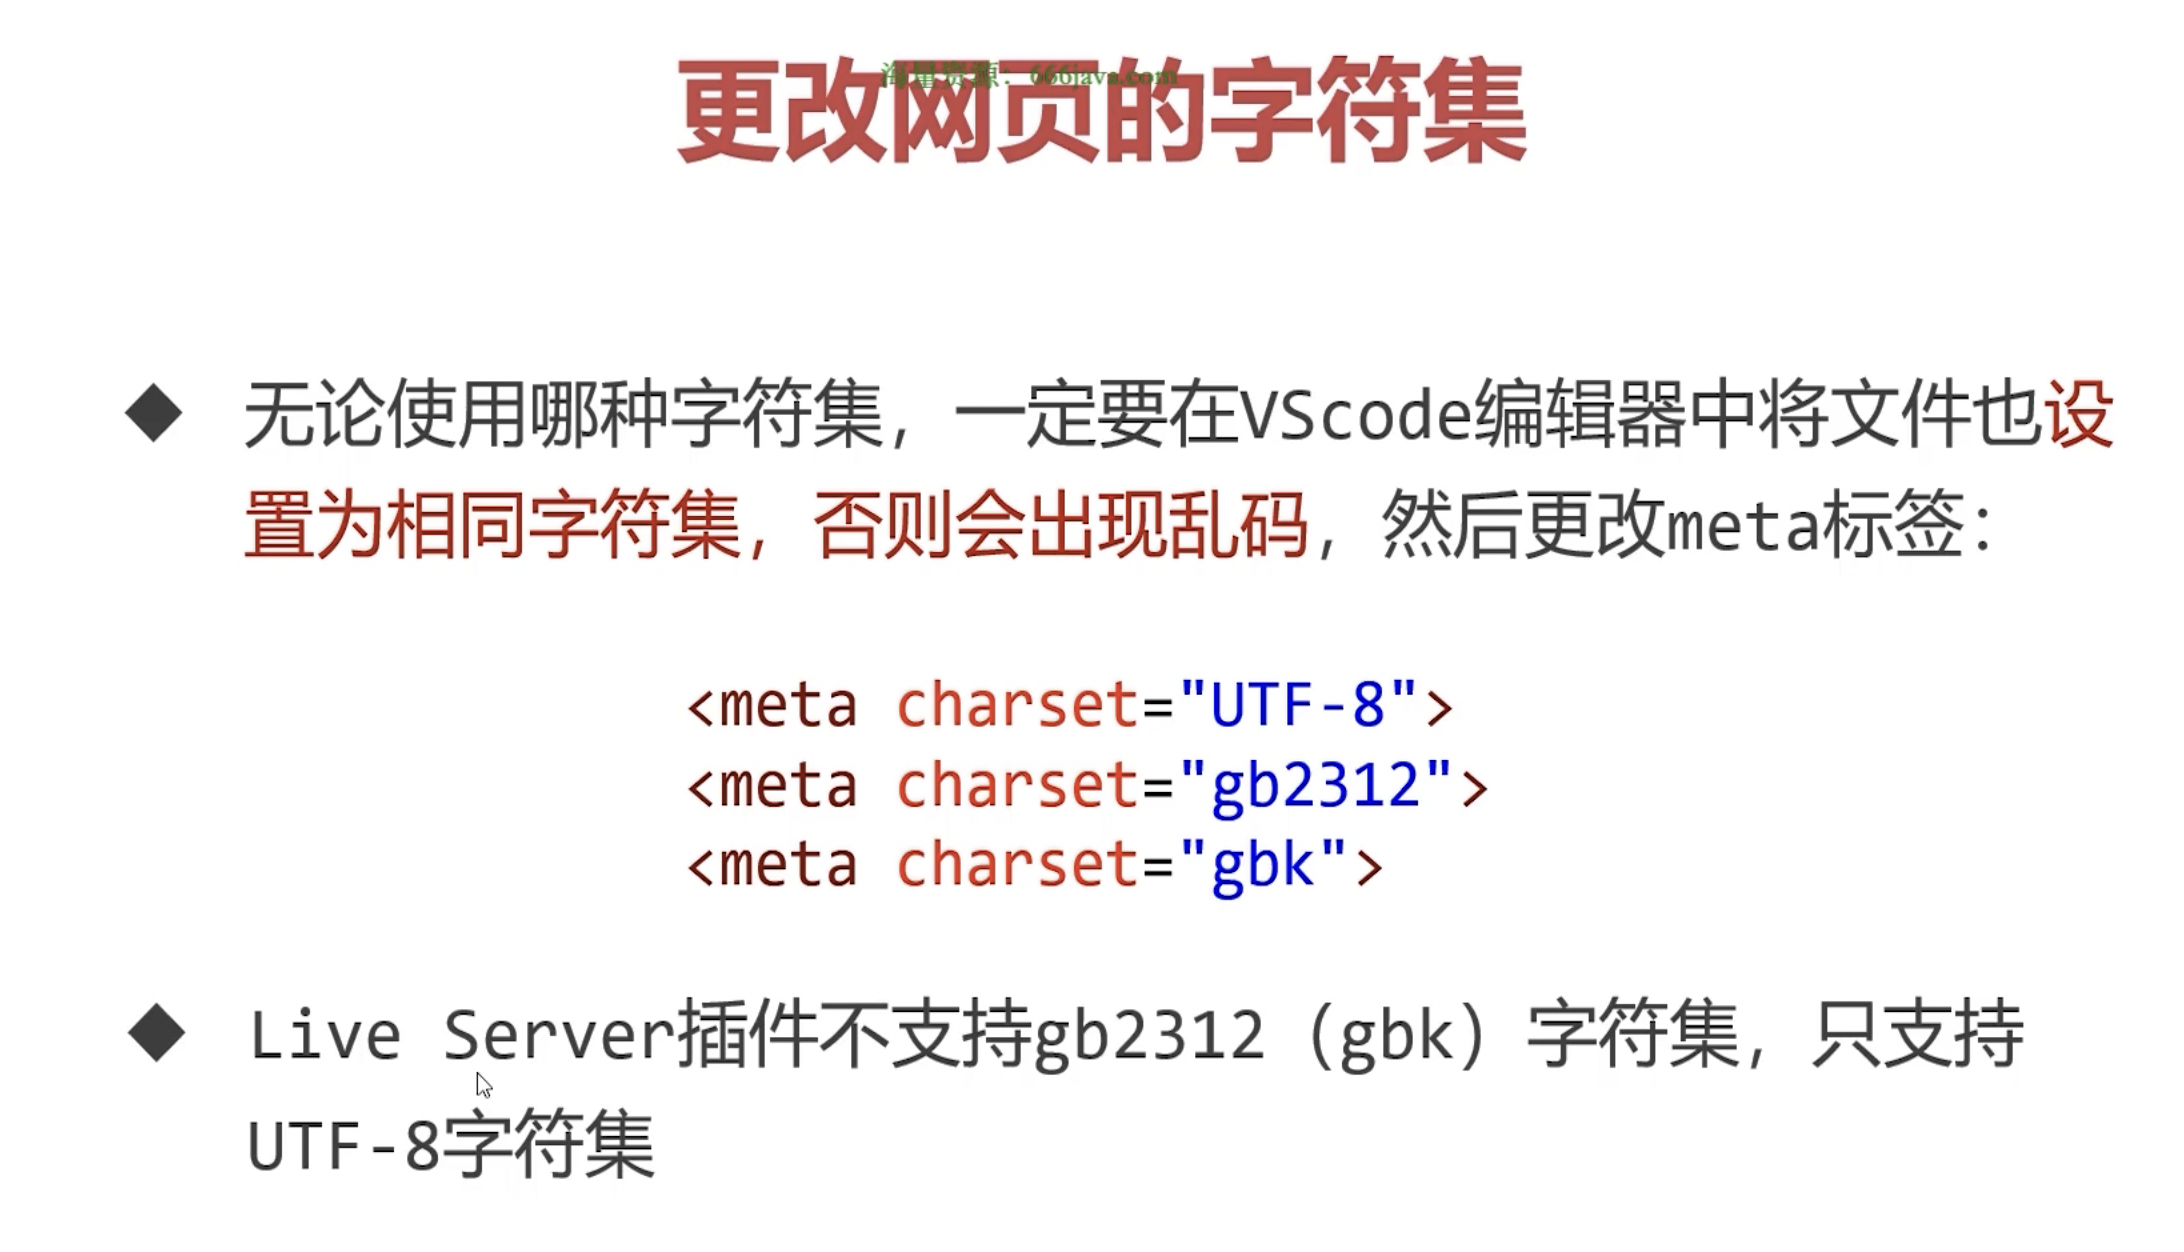 更改网页的字符集
海量资源：666java.com
◆ 无论使用哪种字符集，一定要在VScode编辑器中将文件也设
置为相同字符集，否则会出现乱码，然后更改meta标签：
<meta charset="UTF-8">
<meta charset="gb2312">
<meta charset="gbk">
◆ Live Server插件不支持gb2312（gbk）字符集，只支持
UTF-8字符集